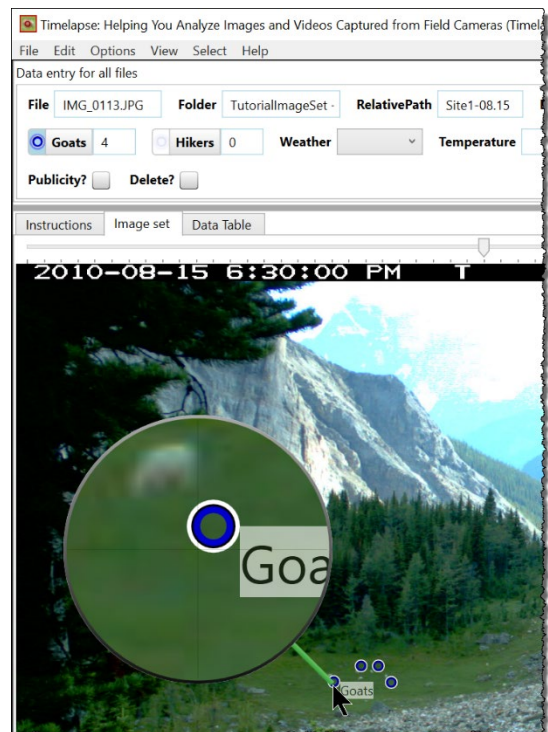 Timelapse: Helping You Analyze Images and Videos Captured from Field Cameras
File Edit Options View Select Help
Data entry for all files
File IMG_0113.JPG Folder TutorialImageSet - RelativePath Site1-08.15
Goats 4 Hikers 0 Weather Temperature
Publicity? Delete?
Instructions Image set Data Table
2010-08-15 6:30:00 PM T
Goa
Goats